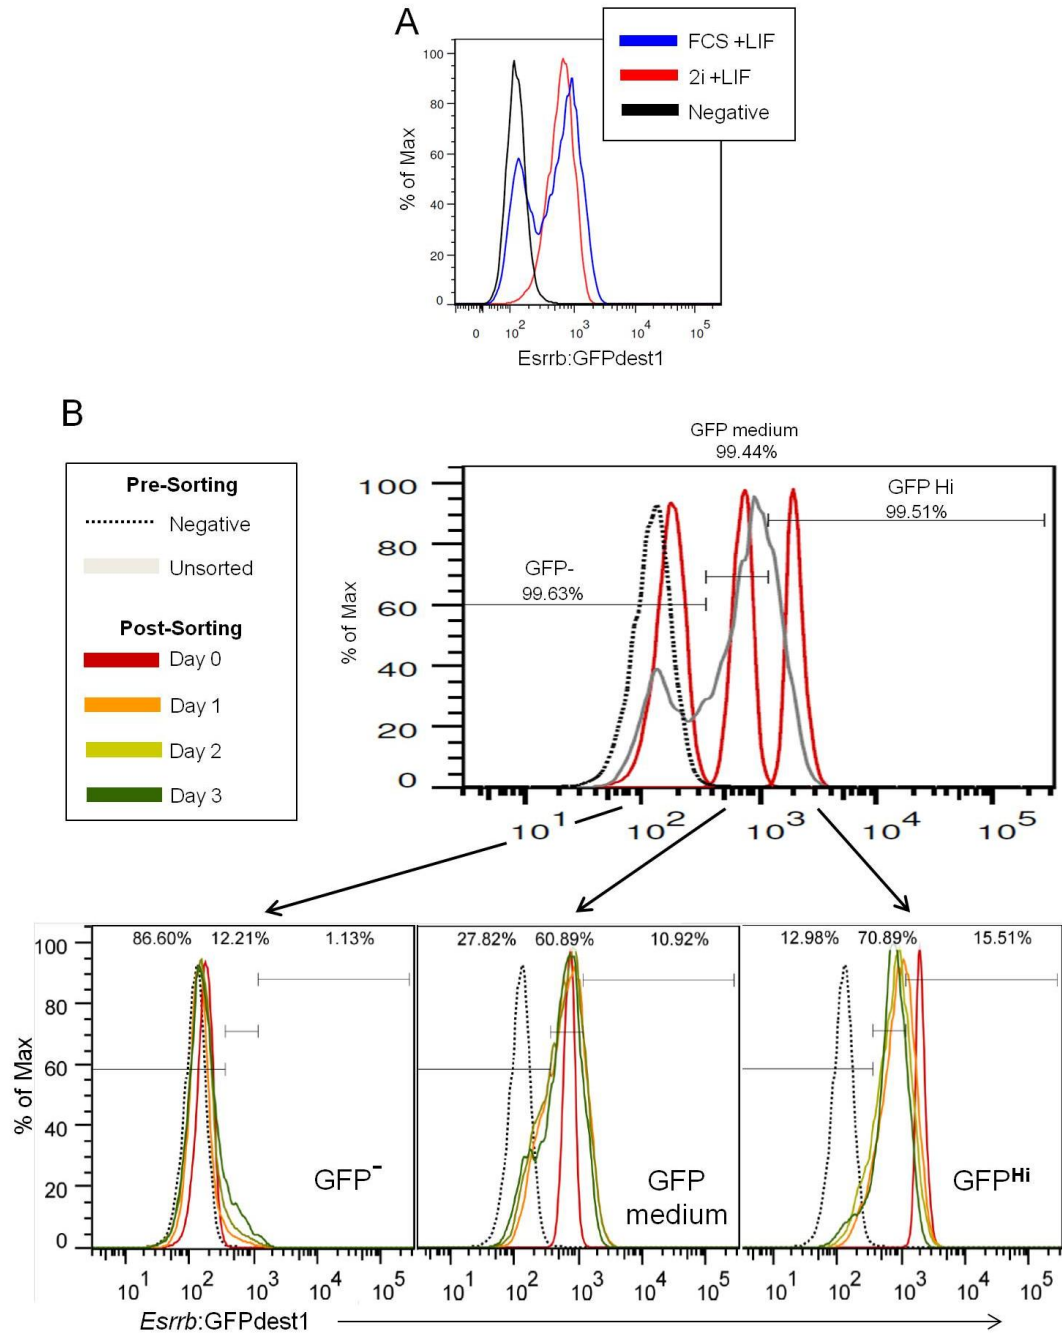 A
FCS +LIF
2i +LIF
Negative
100
80
60
40
20
0
% of Max
0 10^2 10^3 10^4 10^5
Esrrb:GFPdest1
B
Pre-Sorting
Negative
Unsorted
Post-Sorting
Day 0
Day 1
Day 2
Day 3
GFP medium
99.44%
GFP Hi
99.51%
GFP-
99.63%
100
80
60
40
20
0
% of Max
10^1 10^2 10^3 10^4 10^5
86.60% 12.21% 1.13%
27.82% 60.89% 10.92%
12.98% 70.89% 15.51%
100
80
60
40
20
0
% of Max
GFP^-
GFP
medium
GFP^Hi
10^1 10^2 10^3 10^4 10^5
10^1 10^2 10^3 10^4 10^5
10^1 10^2 10^3 10^4 10^5
Esrrb:GFPdest1